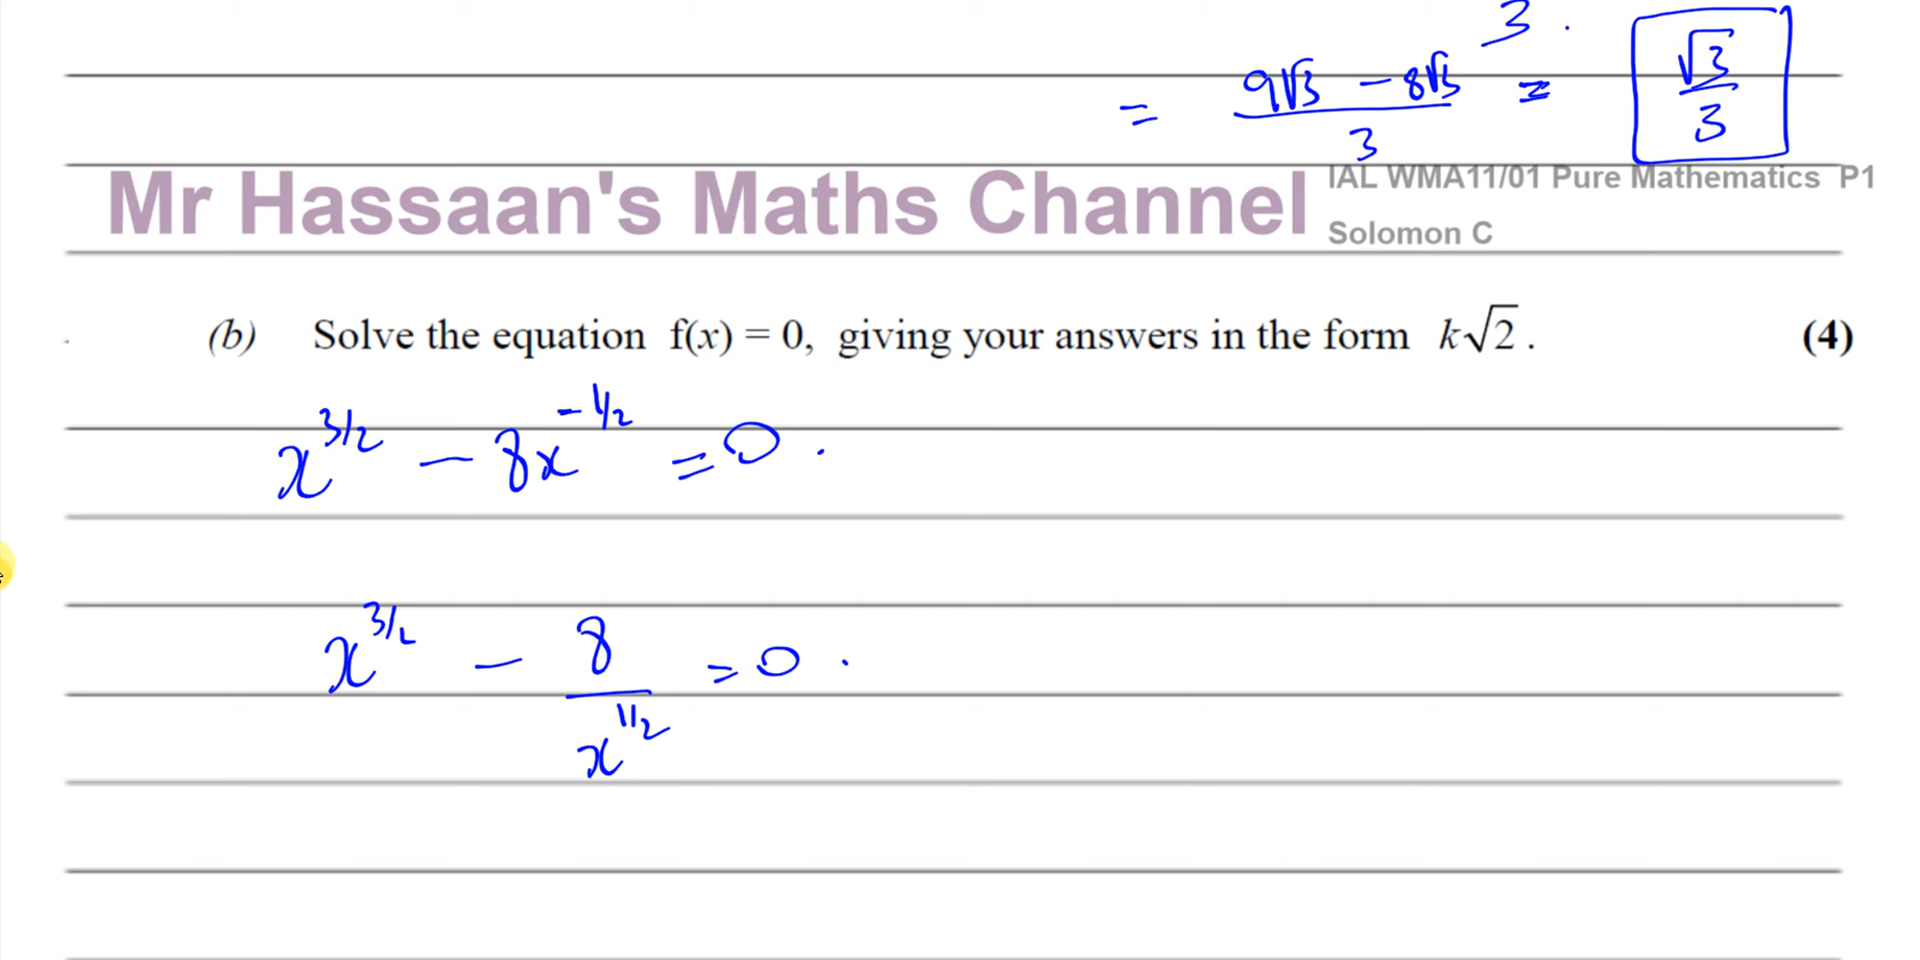 3.
= 9√3 - 8√3 / 3 = √3 / 3
Mr Hassaan's Maths Channel
IAL WMA11/01 Pure Mathematics P1
Solomon C
(b) Solve the equation f(x) = 0, giving your answers in the form k√2. (4)
x^3/2 - 8x^-1/2 = 0.
x^3/2 - 8 / x^1/2 = 0.